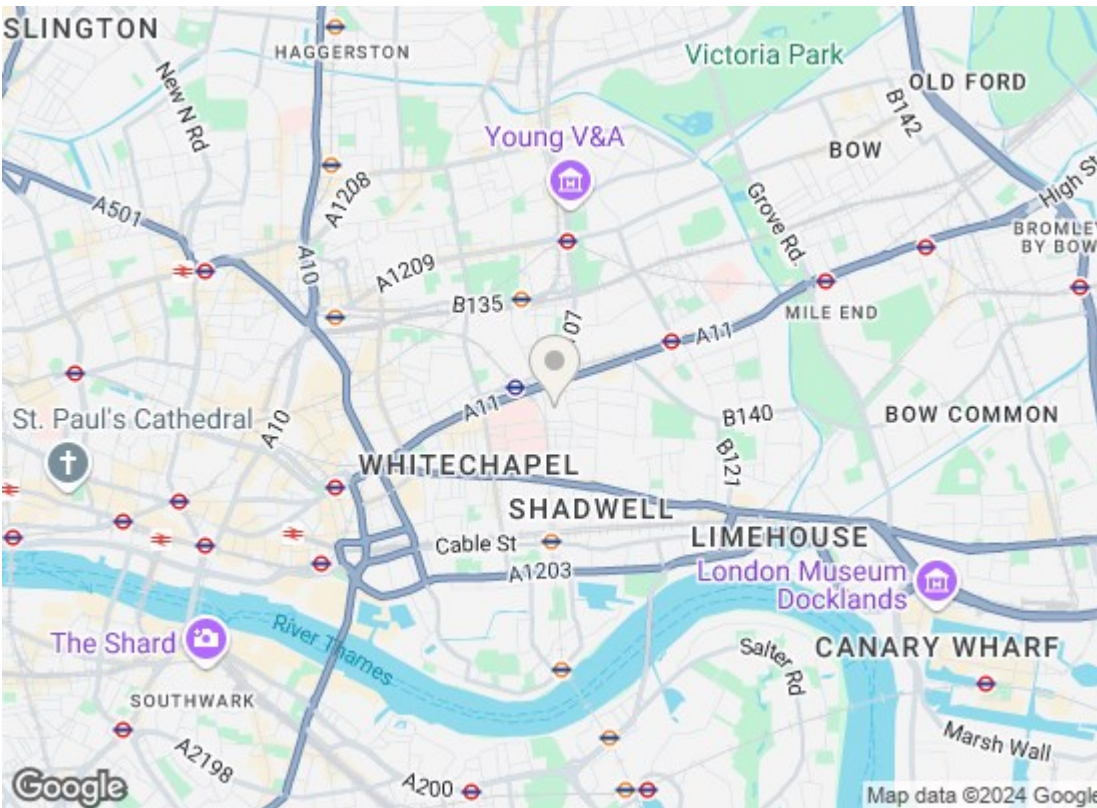 SLINGTON
HAGGERSTON
New N Rd
Victoria Park
OLD FORD
B142
Young V&A
BOW
High St
A1208
A501
A10
Grove Rd.
BROMLEY
BY BOW
A1209
B135
MILE END
A11
St. Paul's Cathedral
A10
A11
B140
BOW COMMON
WHITECHAPEL
B121
SHADWELL
Cable St
LIMEHOUSE
A1203
London Museum
Docklands
The Shard
River Thames
Salter Rd
CANARY WHARF
SOUTHWARK
A2198
Marsh Wall
A200
Google
Map data ©2024 Google